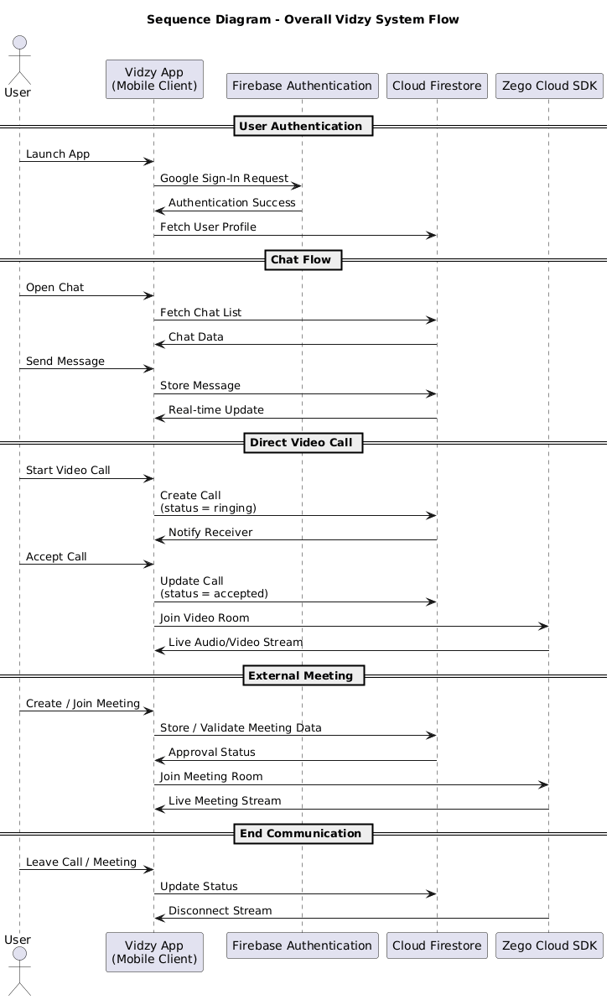 Sequence Diagram - Overall Vidzy System Flow
User
Vidzy App
(Mobile Client)
Firebase Authentication
Cloud Firestore
Zego Cloud SDK
User Authentication
Launch App
Google Sign-In Request
Authentication Success
Fetch User Profile
Chat Flow
Open Chat
Fetch Chat List
Chat Data
Send Message
Store Message
Real-time Update
Direct Video Call
Start Video Call
Create Call
(status = ringing)
Notify Receiver
Accept Call
Update Call
(status = accepted)
Join Video Room
Live Audio/Video Stream
External Meeting
Create / Join Meeting
Store / Validate Meeting Data
Approval Status
Join Meeting Room
Live Meeting Stream
End Communication
Leave Call / Meeting
Update Status
Disconnect Stream
User
Vidzy App
(Mobile Client)
Firebase Authentication
Cloud Firestore
Zego Cloud SDK